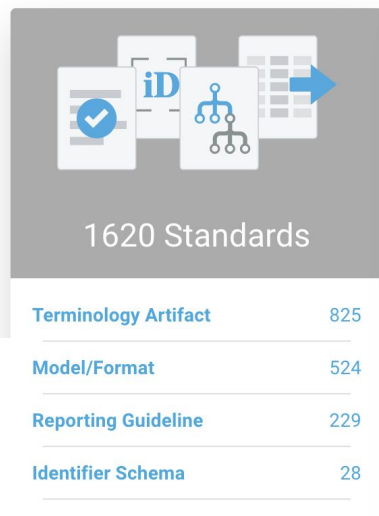 iD
1620 Standards
Terminology Artifact 825
Model/Format 524
Reporting Guideline 229
Identifier Schema 28